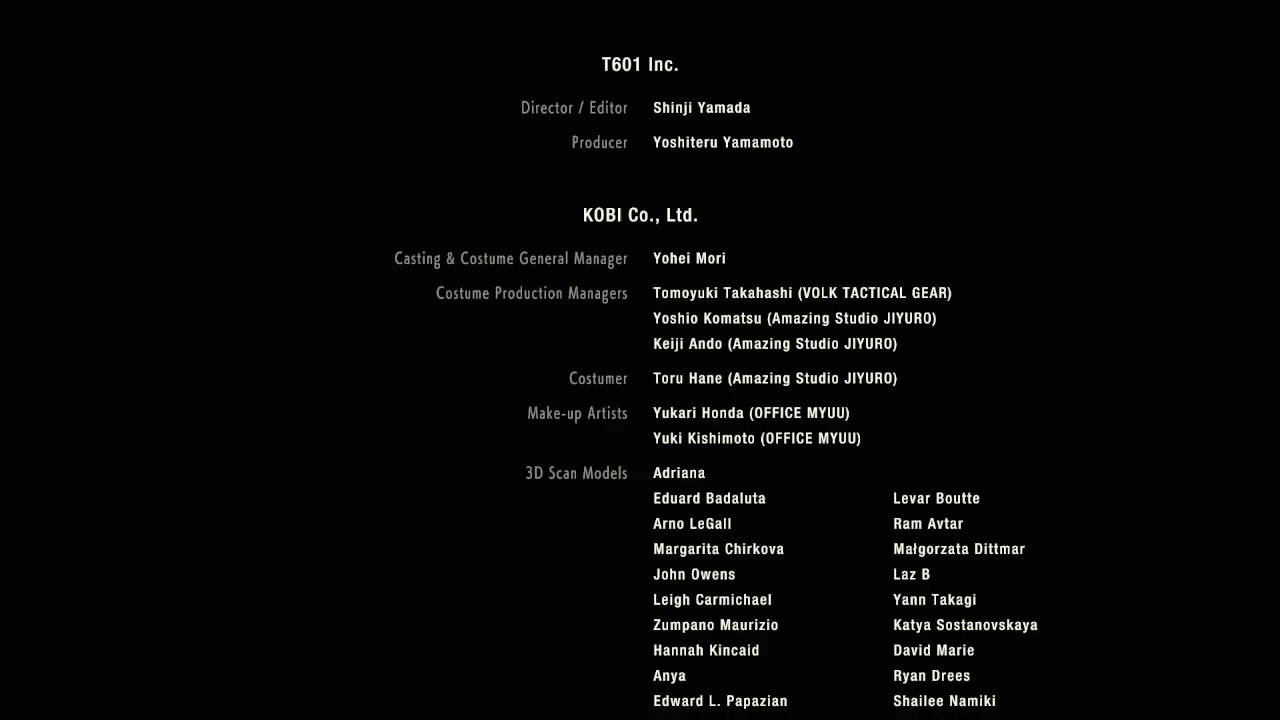 T601 Inc.
Director / Editor Shinji Yamada
Producer Yoshiteru Yamamoto
KOBI Co., Ltd.
Casting & Costume General Manager Yohei Mori
Costume Production Managers Tomoyuki Takahashi (VOLK TACTICAL GEAR)
Yoshio Komatsu (Amazing Studio JIYURO)
Keiji Ando (Amazing Studio JIYURO)
Costumer Toru Hane (Amazing Studio JIYURO)
Make-up Artists Yukari Honda (OFFICE MYUU)
Yuki Kishimoto (OFFICE MYUU)
3D Scan Models Adriana
Eduard Badaluta Levar Boutte
Arno LeGall Ram Avtar
Margarita Chirkova Małgorzata Dittmar
John Owens Laz B
Leigh Carmichael Yann Takagi
Zumpano Maurizio Katya Sostanovskaya
Hannah Kincaid David Marie
Anya Ryan Drees
Edward L. Papazian Shailee Namiki